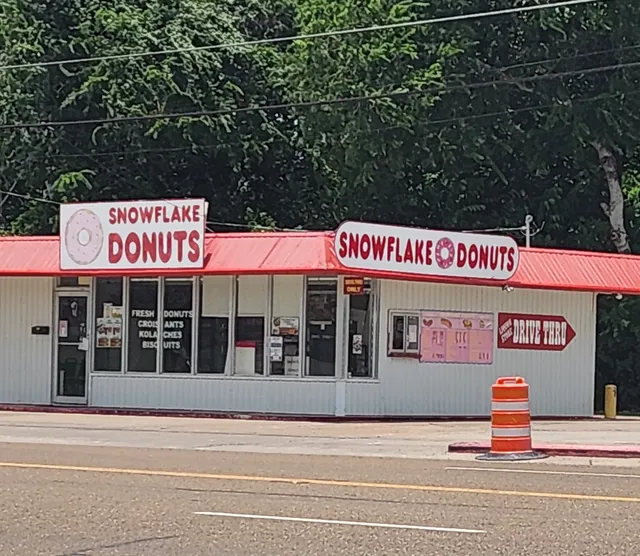 SNOWFLAKE
DONUTS
SNOWFLAKE DONUTS
FRESH DONUTS
CROISSANTS
KOLACHES
BISCUITS
DRIVE THRU